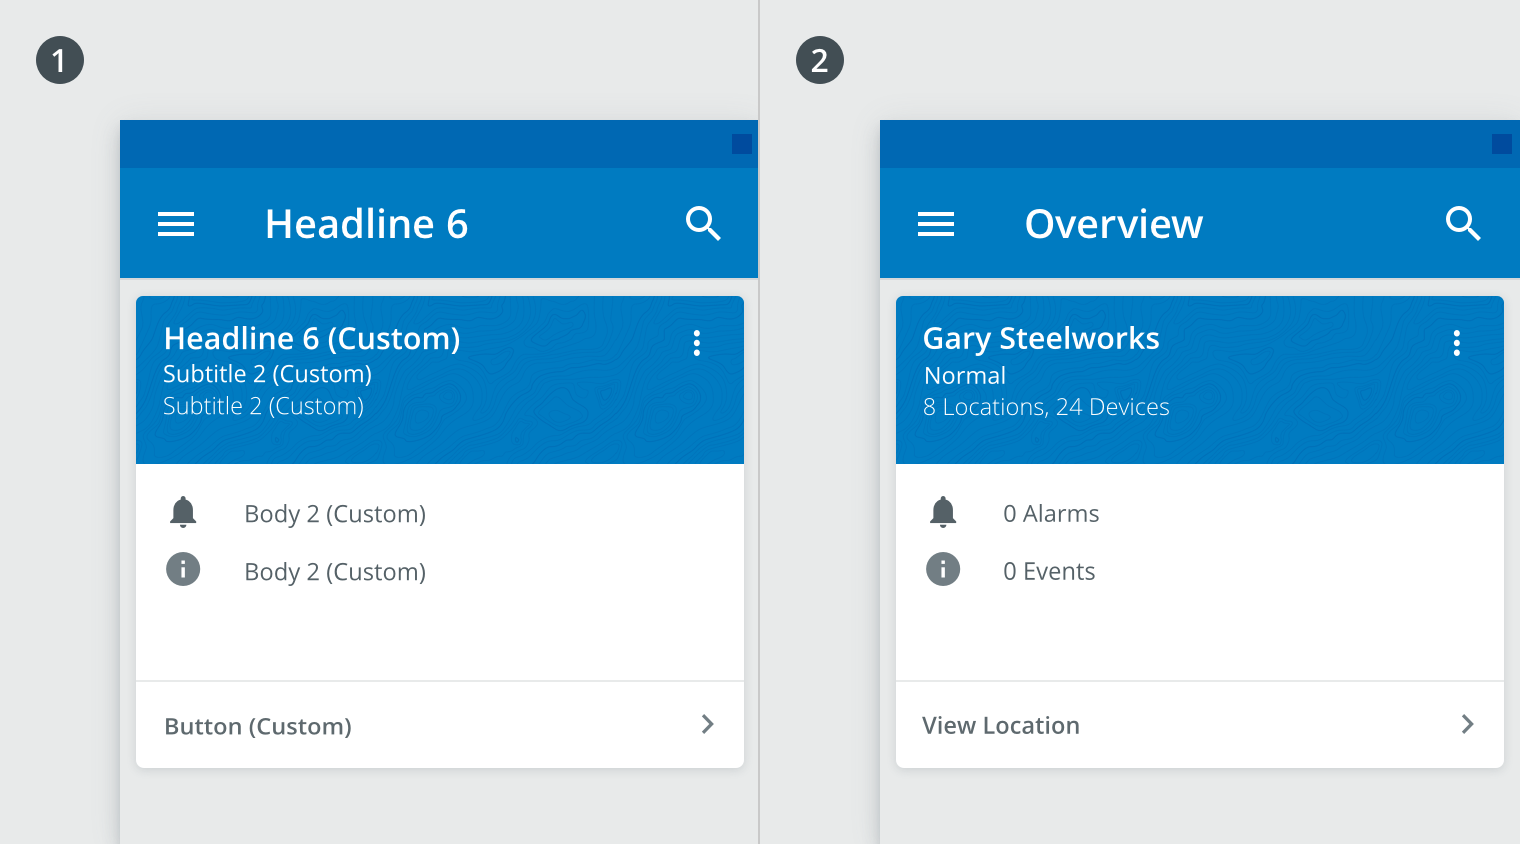 1
Headline 6
Headline 6 (Custom)
Subtitle 2 (Custom)
Subtitle 2 (Custom)
Body 2 (Custom)
Body 2 (Custom)
Button (Custom)
2
Overview
Gary Steelworks
Normal
8 Locations, 24 Devices
0 Alarms
0 Events
View Location